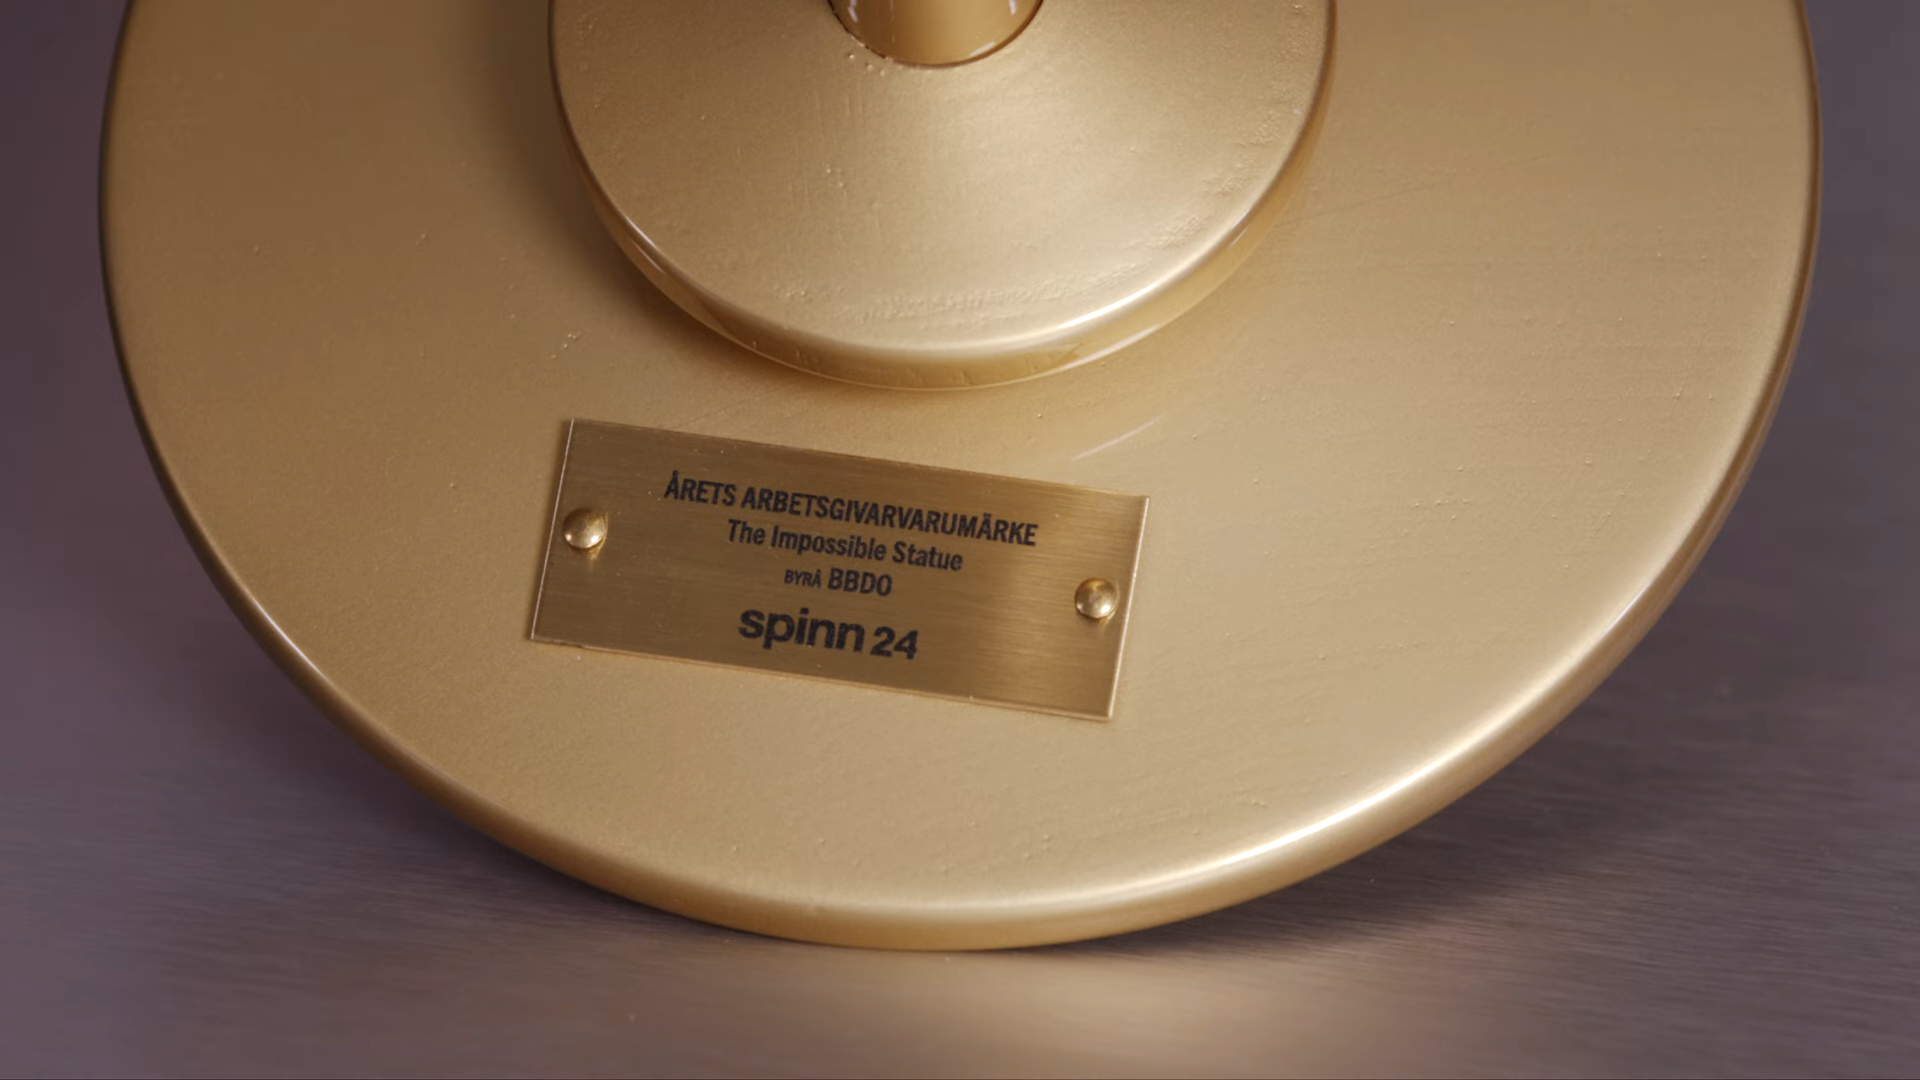 ÅRETS ARBETSGIVARVARUMÄRKE
The Impossible Statue
BYRÅ BBDO
spinn 24